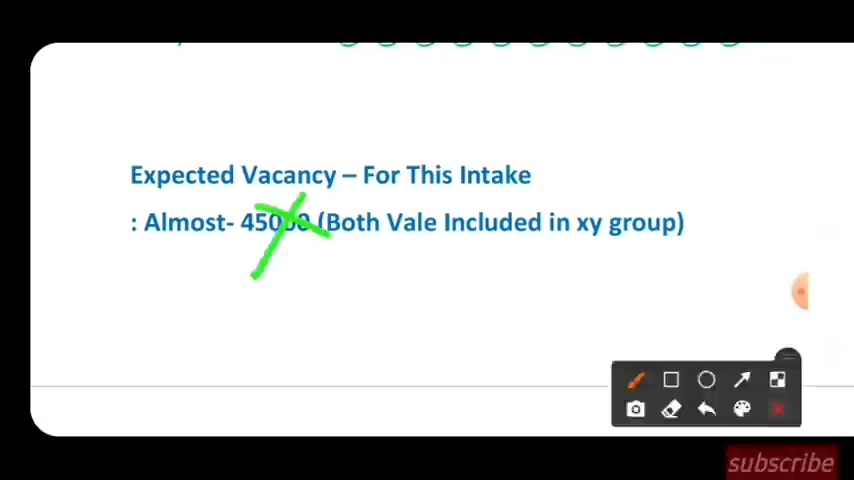 Expected Vacancy – For This Intake
: Almost- 45000 (Both Vale Included in xy group)
subscribe